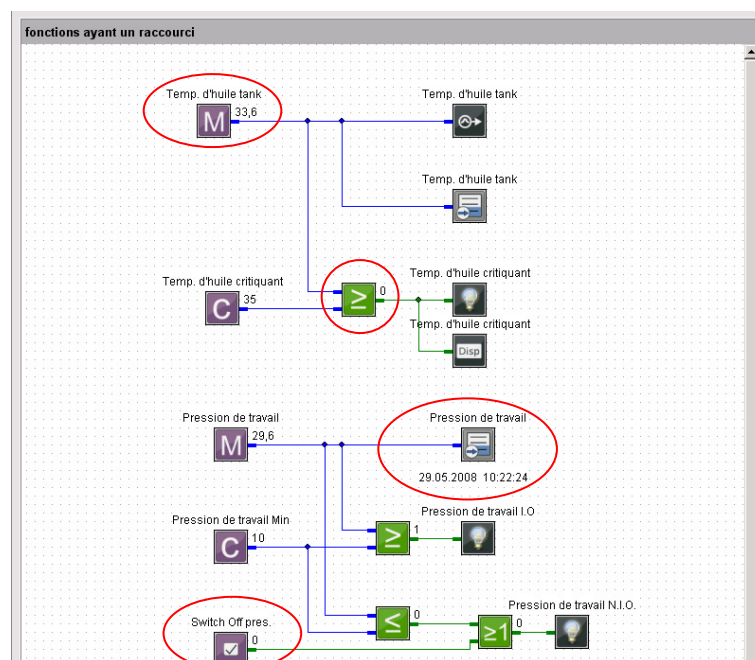 fonctions ayant un raccourci
Temp. d'huile tank
M 33,6
Temp. d'huile tank
Temp. d'huile tank
Temp. d'huile critiquant
C 35
≥ 0
Temp. d'huile critiquant
Temp. d'huile critiquant
Disp
Pression de travail
M 29,6
Pression de travail
29.05.2008 10:22:24
Pression de travail I.O
Pression de travail Min
C 10
≥ 1
Pression de travail N.I.O.
Switch Off pres.
0
≤ 0
≥1 0